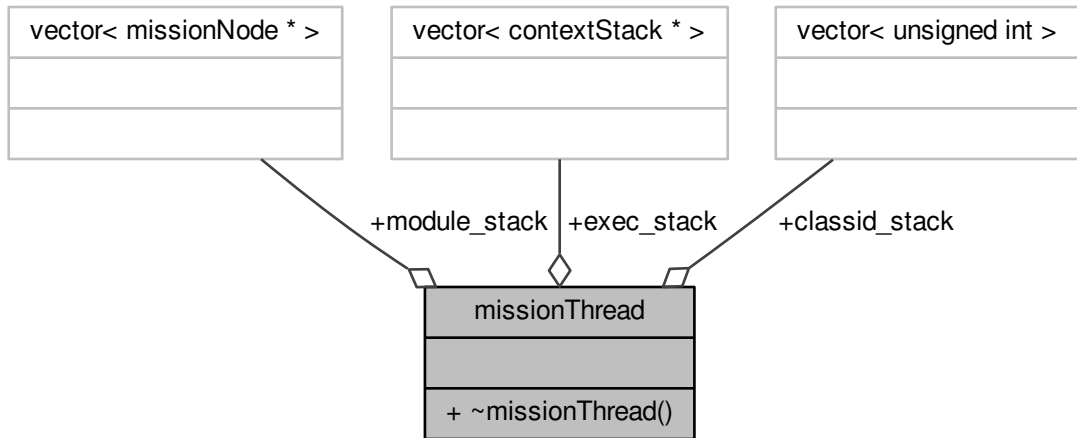 vector< missionNode * >
vector< contextStack * >
vector< unsigned int >
+module_stack
+exec_stack
+classid_stack
missionThread
+ ~missionThread()